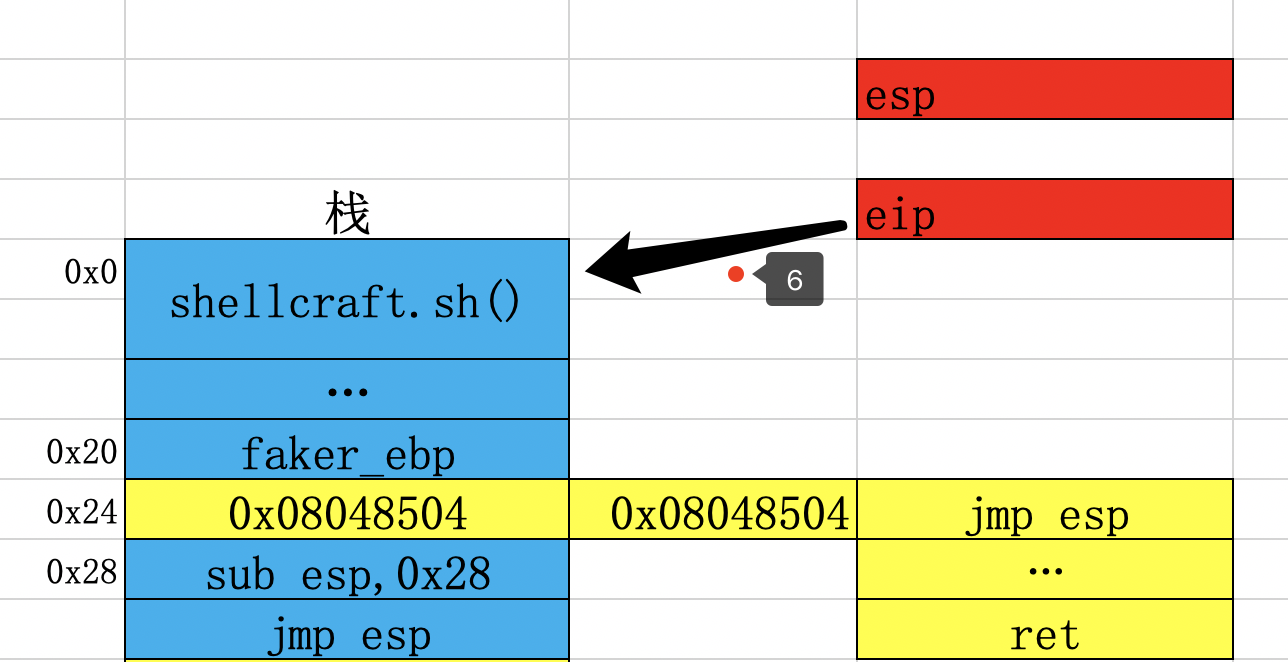 esp
栈
eip
0x0
shellcraft.sh()
6
…
0x20
faker_ebp
0x24
0x08048504
0x08048504
jmp esp
0x28
sub esp,0x28
…
jmp esp
ret